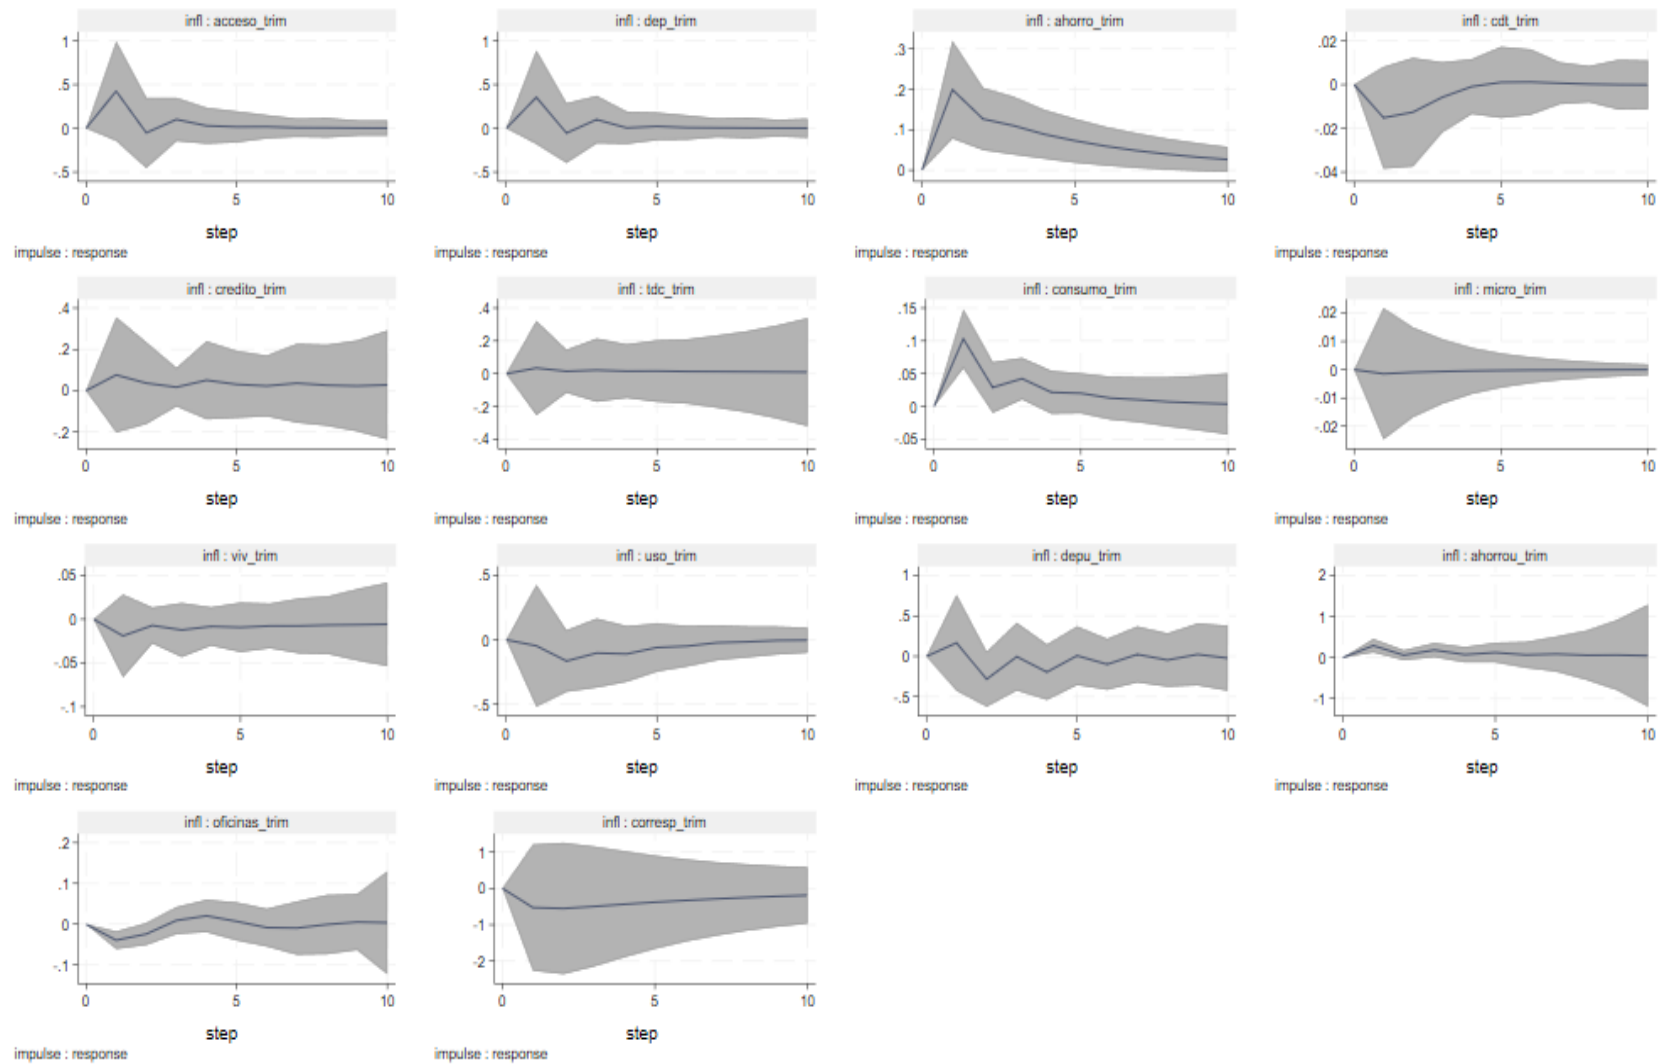 infl : acceso_trim
1
.5
0
-.5
0 5 10
step
impulse : response
infl : dep_trim
1
.5
0
-.5
0 5 10
step
impulse : response
infl : ahorro_trim
.3
.2
.1
0
0 5 10
step
impulse : response
infl : cdt_trim
.02
0
-.02
-.04
0 5 10
step
impulse : response
infl : credito_trim
.4
.2
0
-.2
0 5 10
step
impulse : response
infl : tdc_trim
.4
.2
0
-.2
-.4
0 5 10
step
impulse : response
infl : consumo_trim
.15
.1
.05
0
-.05
0 5 10
step
impulse : response
infl : micro_trim
.02
.01
0
-.01
-.02
0 5 10
step
impulse : response
infl : viv_trim
.05
0
-.05
-.1
0 5 10
step
impulse : response
infl : uso_trim
.5
0
-.5
0 5 10
step
impulse : response
infl : depu_trim
1
.5
0
-.5
0 5 10
step
impulse : response
infl : ahorrou_trim
2
1
0
-1
0 5 10
step
impulse : response
infl : oficinas_trim
.2
.1
0
-.1
0 5 10
step
impulse : response
infl : corresp_trim
1
0
-1
-2
0 5 10
step
impulse : response